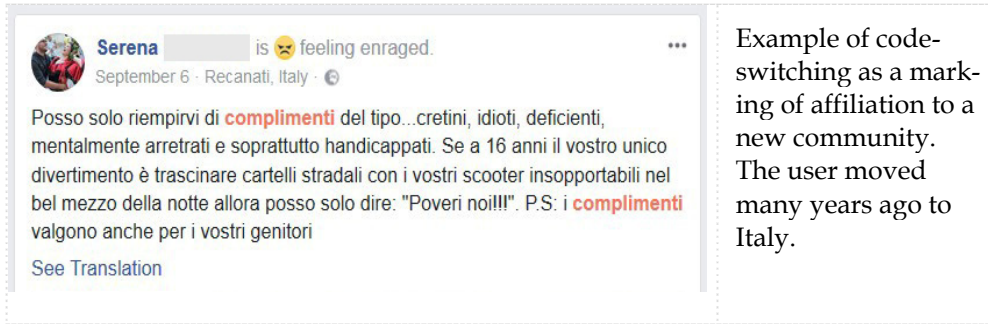 Serena is feeling enraged.
September 6 · Recanati, Italy ·
Posso solo riempirvi di complimenti del tipo...cretini, idioti, deficienti,
mentalmente arretrati e soprattutto handicappati. Se a 16 anni il vostro unico
divertimento è trascinare cartelli stradali con i vostri scooter insopportabili nel
bel mezzo della notte allora posso solo dire: "Poveri noi!!!". P.S: i complimenti
valgono anche per i vostri genitori
See Translation
Example of code-
switching as a mark-
ing of affiliation to a
new community.
The user moved
many years ago to
Italy.